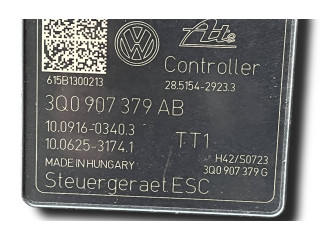 Ate
Controller
615B1300213 28.5154-2923.3
3Q0 907 379 AB
10.0916-0340.3
10.0625-3174.1 TT1
MADE IN HUNGARY H42/S0723
3Q0 907 379 G
Steuergeraet ESC